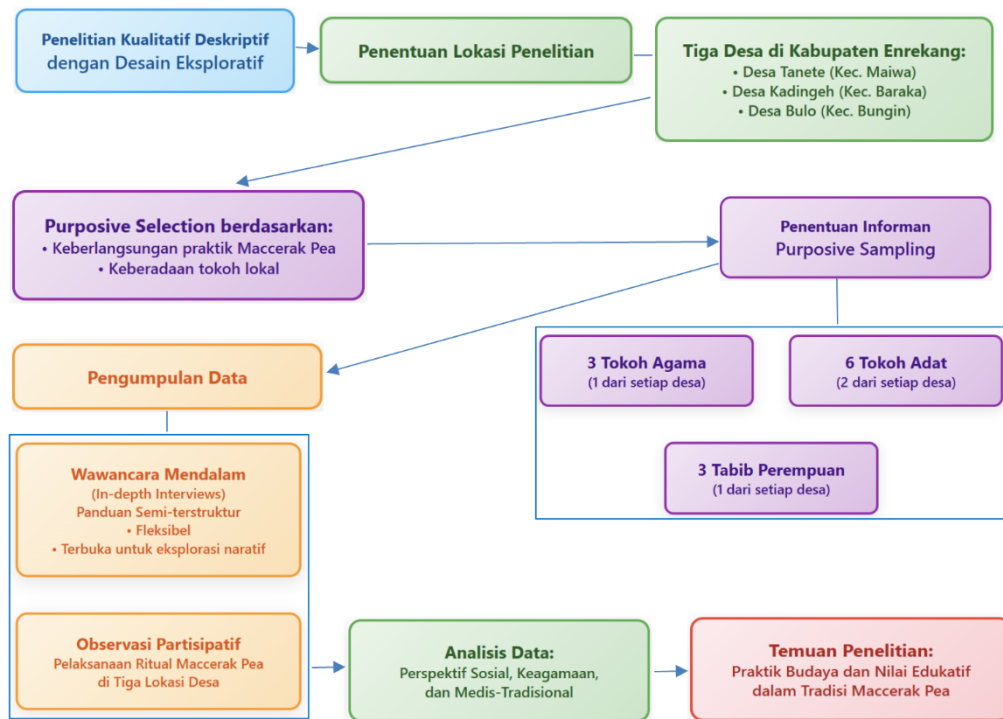 Penelitian Kualitatif Deskriptif
dengan Desain Eksploratif
Penentuan Lokasi Penelitian
Tiga Desa di Kabupaten Enrekang:
• Desa Tanete (Kec. Maiwa)
• Desa Kadingeh (Kec. Baraka)
• Desa Bulo (Kec. Bungin)
Purposive Selection berdasarkan:
• Keberlangsungan praktik Maccerak Pea
• Keberadaan tokoh lokal
Penentuan Informan
Purposive Sampling
3 Tokoh Agama
(1 dari setiap desa)
6 Tokoh Adat
(2 dari setiap desa)
3 Tabib Perempuan
(1 dari setiap desa)
Pengumpulan Data
Wawancara Mendalam
(In-depth Interviews)
Panduan Semi-terstruktur
• Fleksibel
• Terbuka untuk eksplorasi naratif
Observasi Partisipatif
Pelaksanaan Ritual Maccerak Pea
di Tiga Lokasi Desa
Analisis Data:
Perspektif Sosial, Keagamaan,
dan Medis-Tradisional
Temuan Penelitian:
Praktik Budaya dan Nilai Edukatif
dalam Tradisi Maccerak Pea